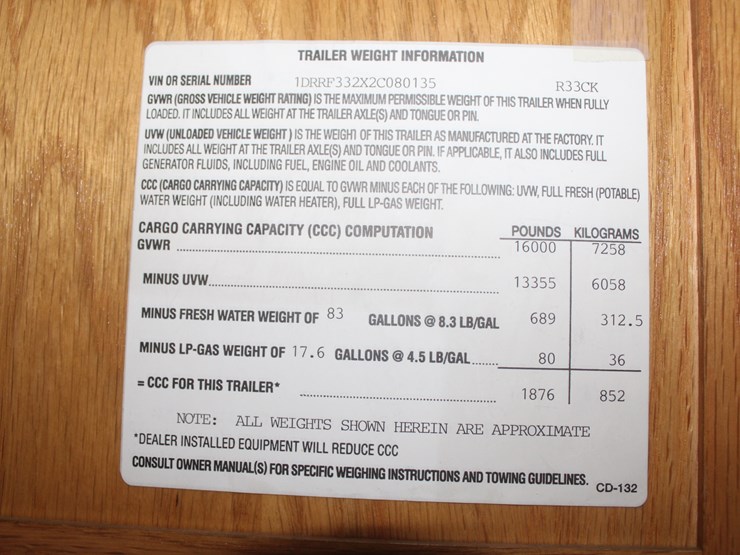 TRAILER WEIGHT INFORMATION
VIN OR SERIAL NUMBER 1DRRF332X2C080135 R33CK
GVWR (GROSS VEHICLE WEIGHT RATING) IS THE MAXIMUM PERMISSIBLE WEIGHT OF THIS TRAILER WHEN FULLY
LOADED. IT INCLUDES ALL WEIGHT AT THE TRAILER AXLE(S) AND TONGUE OR PIN.
UVW (UNLOADED VEHICLE WEIGHT ) IS THE WEIGHT OF THIS TRAILER AS MANUFACTURED AT THE FACTORY. IT
INCLUDES ALL WEIGHT AT THE TRAILER AXLE(S) AND TONGUE OR PIN. IF APPLICABLE, IT ALSO INCLUDES FULL
GENERATOR FLUIDS, INCLUDING FUEL, ENGINE OIL AND COOLANTS.
CCC (CARGO CARRYING CAPACITY) IS EQUAL TO GVWR MINUS EACH OF THE FOLLOWING: UVW, FULL FRESH (POTABLE)
WATER WEIGHT (INCLUDING WATER HEATER), FULL LP-GAS WEIGHT.
CARGO CARRYING CAPACITY (CCC) COMPUTATION POUNDS KILOGRAMS
GVWR 16000 7258
MINUS UVW 13355 6058
MINUS FRESH WATER WEIGHT OF 83 GALLONS @ 8.3 LB/GAL 689 312.5
MINUS LP-GAS WEIGHT OF 17.6 GALLONS @ 4.5 LB/GAL 80 36
= CCC FOR THIS TRAILER* 1876 852
NOTE: ALL WEIGHTS SHOWN HEREIN ARE APPROXIMATE
*DEALER INSTALLED EQUIPMENT WILL REDUCE CCC
CONSULT OWNER MANUAL(S) FOR SPECIFIC WEIGHING INSTRUCTIONS AND TOWING GUIDELINES. CD-132